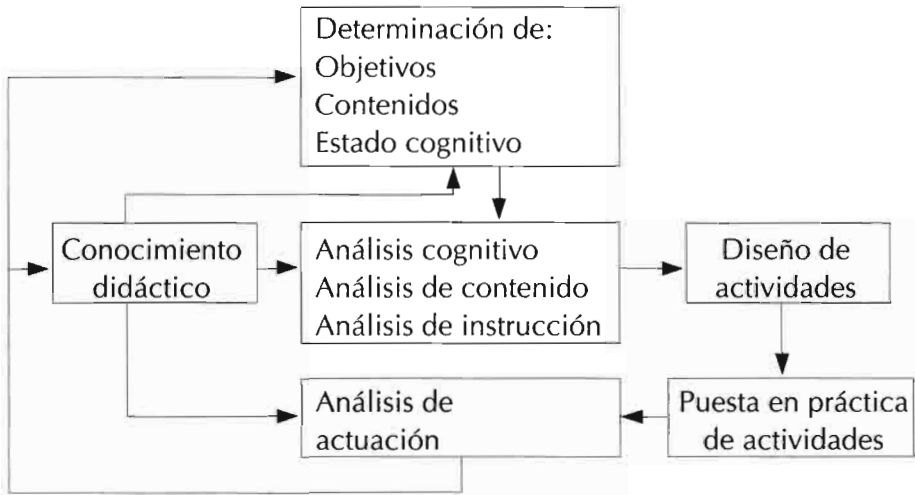 Determinación de:
Objetivos
Contenidos
Estado cognitivo
Conocimiento
didáctico
Análisis cognitivo
Análisis de contenido
Análisis de instrucción
Diseño de
actividades
Análisis de
actuación
Puesta en práctica
de actividades